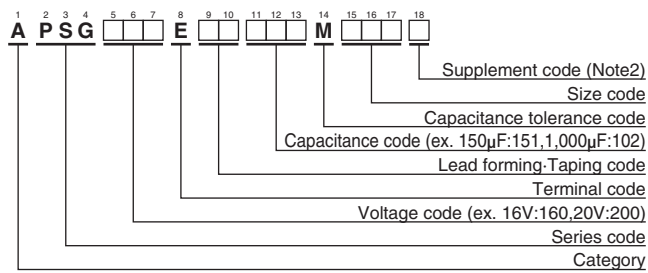 1 2 3 4 5 6 7 8 9 10 11 12 13 14 15 16 17 18
A PSG E M
Supplement code (Note2)
Size code
Capacitance tolerance code
Capacitance code (ex. 150μF:151,1,000μF:102)
Lead forming·Taping code
Terminal code
Voltage code (ex. 16V:160,20V:200)
Series code
Category